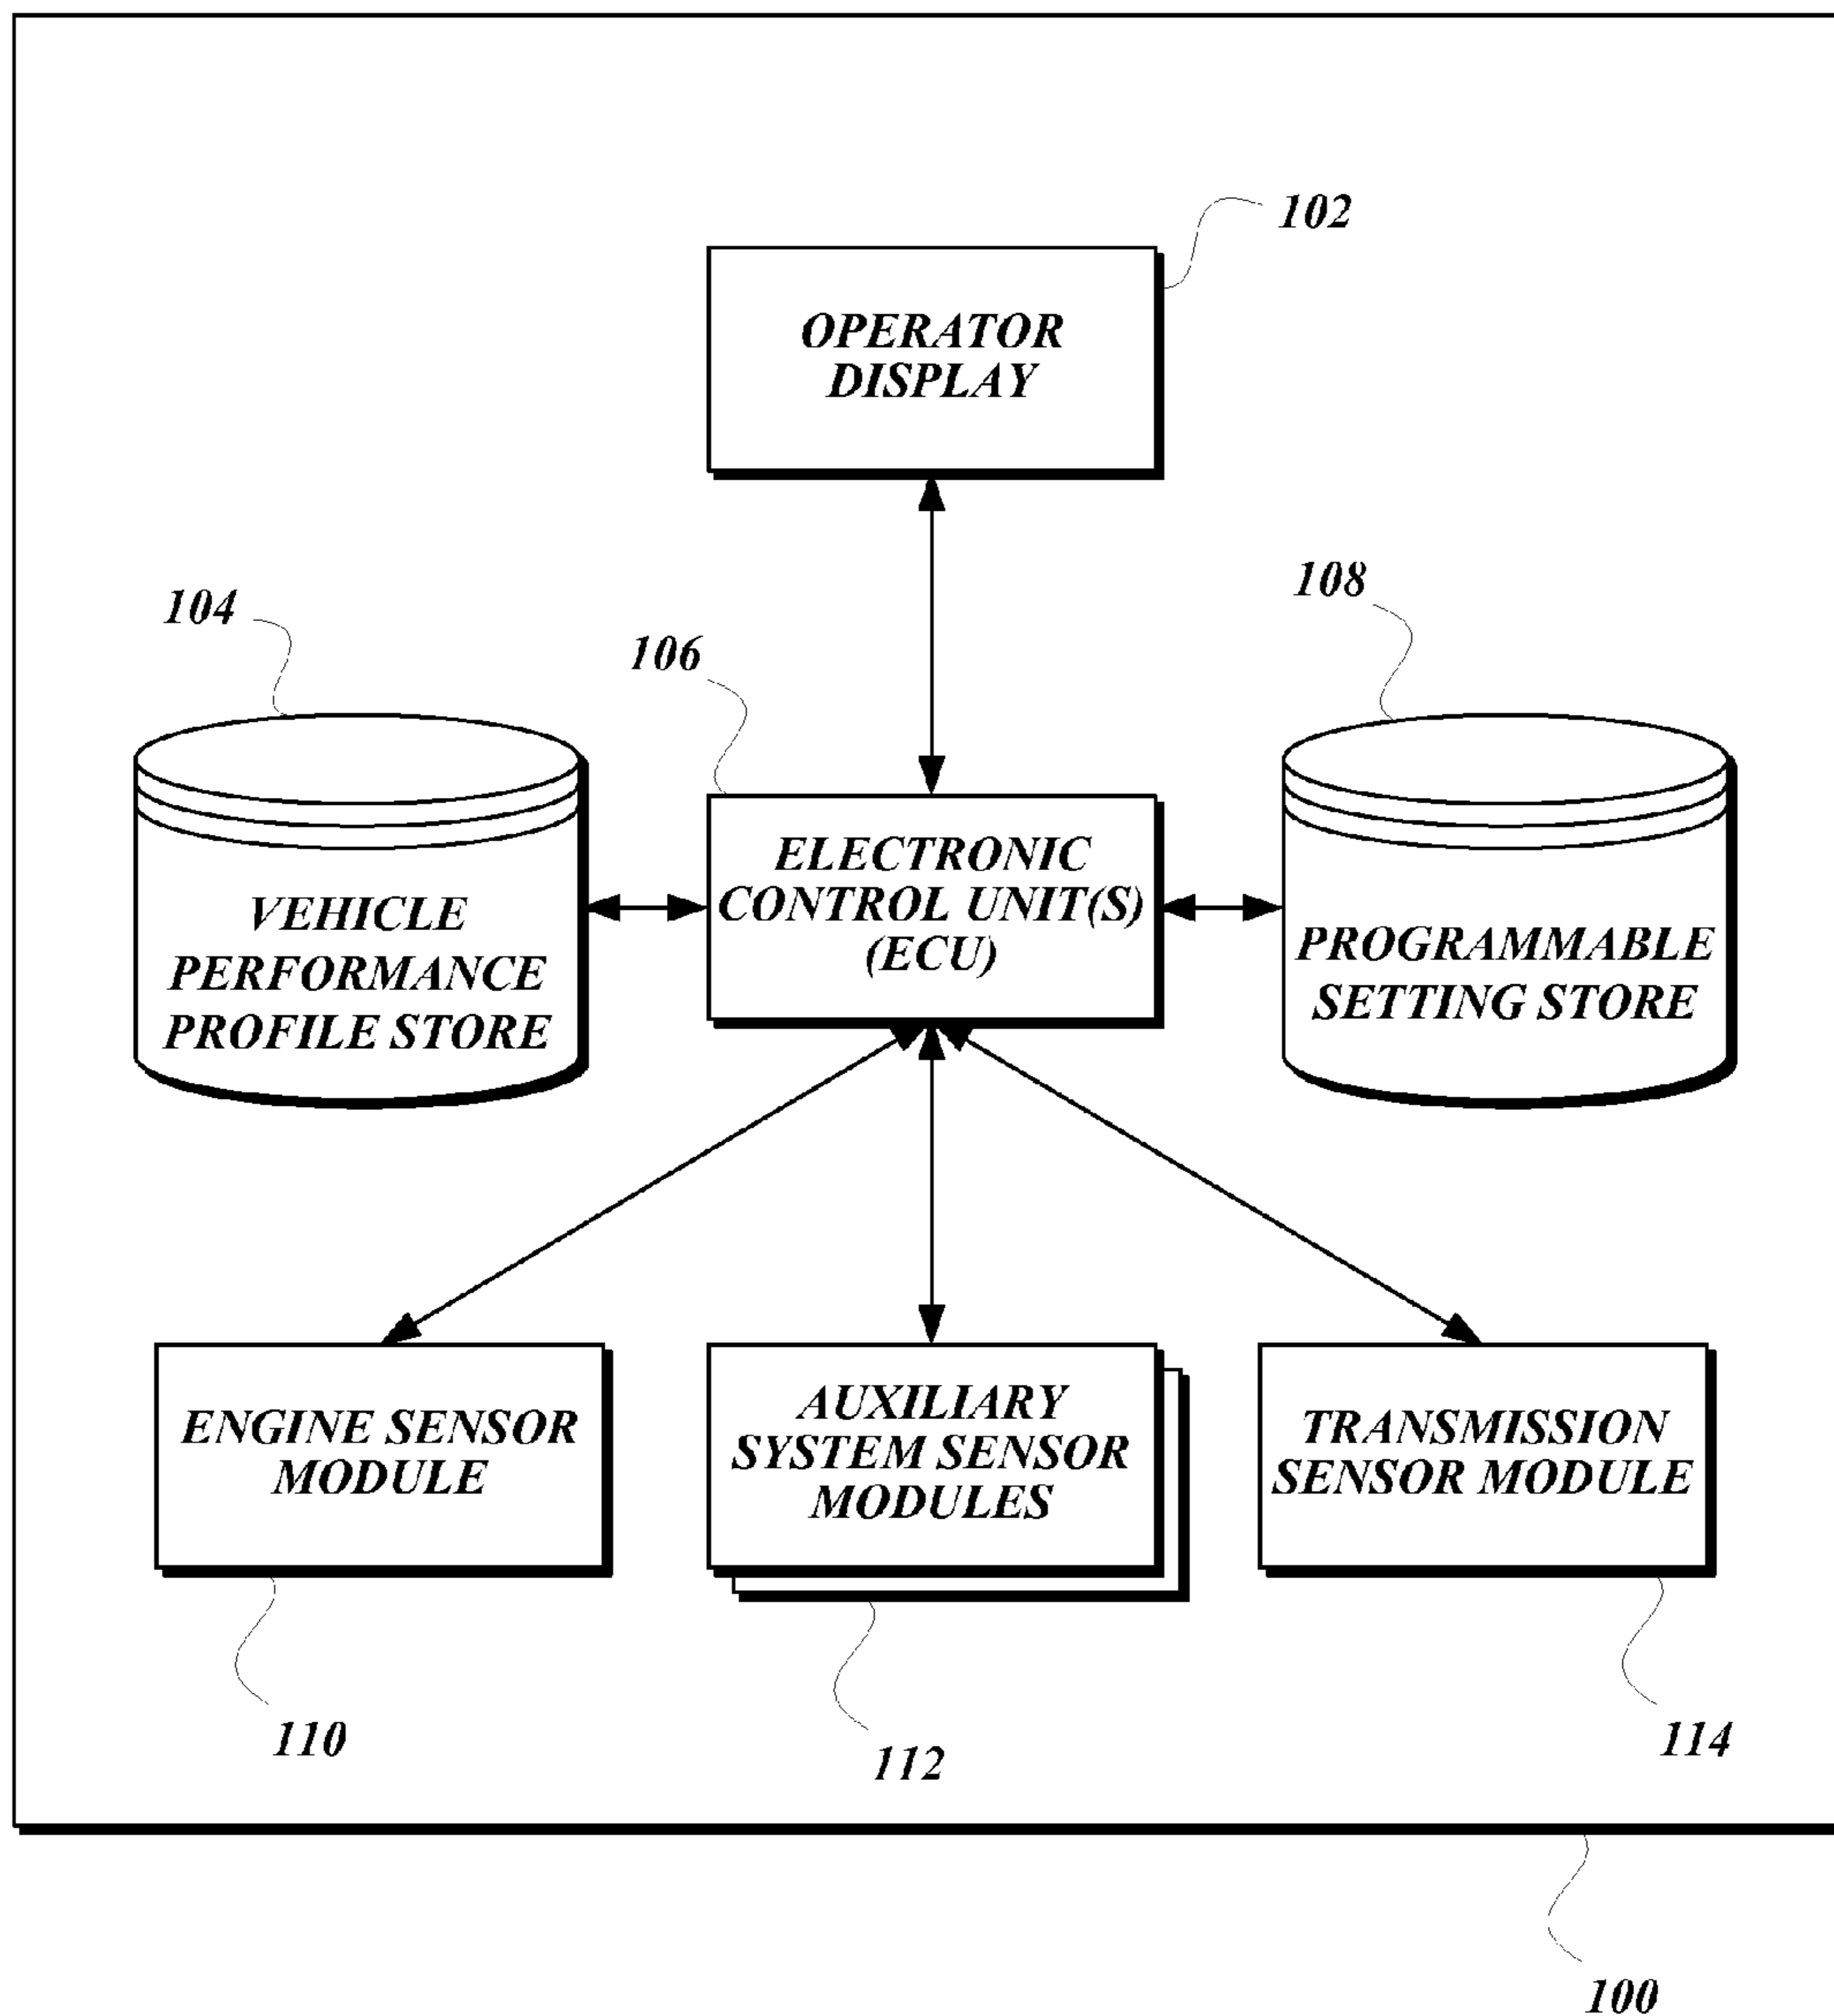 102
OPERATOR
DISPLAY
104
108
106
ELECTRONIC
CONTROL UNIT(S)
(ECU)
VEHICLE
PERFORMANCE
PROFILE STORE
PROGRAMMABLE
SETTING STORE
ENGINE SENSOR
MODULE
AUXILIARY
SYSTEM SENSOR
MODULES
TRANSMISSION
SENSOR MODULE
110
112
114
100